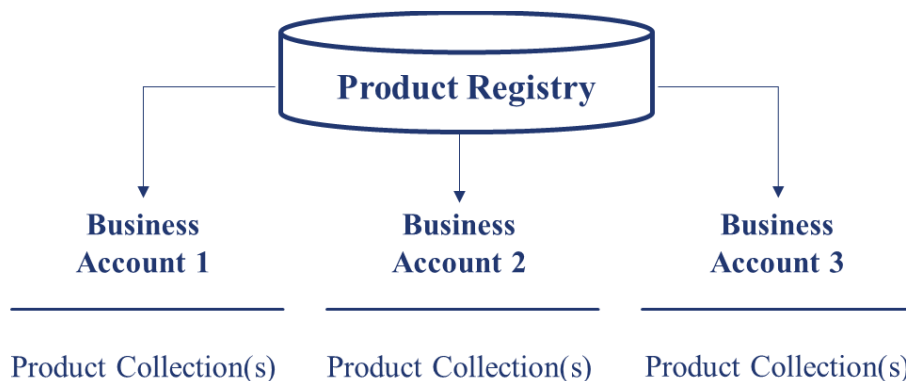 Product Registry
Business
Account 1
Business
Account 2
Business
Account 3
Product Collection(s)
Product Collection(s)
Product Collection(s)